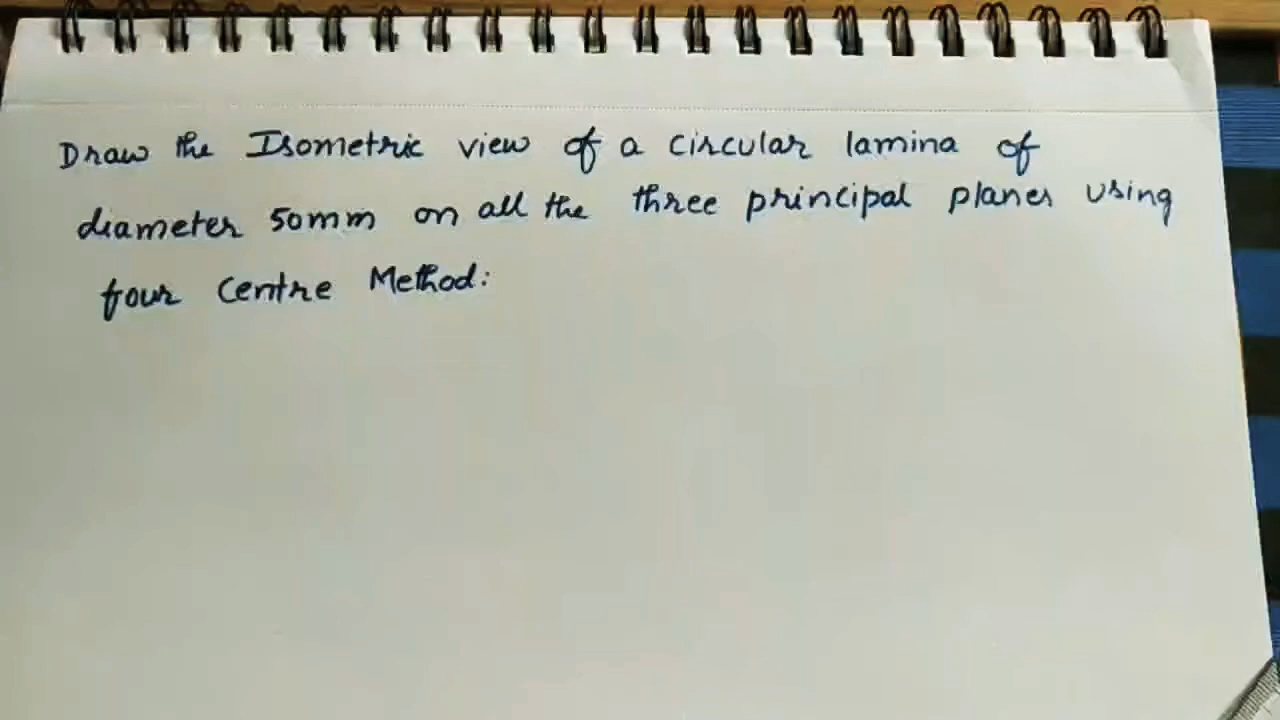 Draw the Isometric view of a circular lamina of
diameter 50mm on all the three principal planes using
four Centre Method: